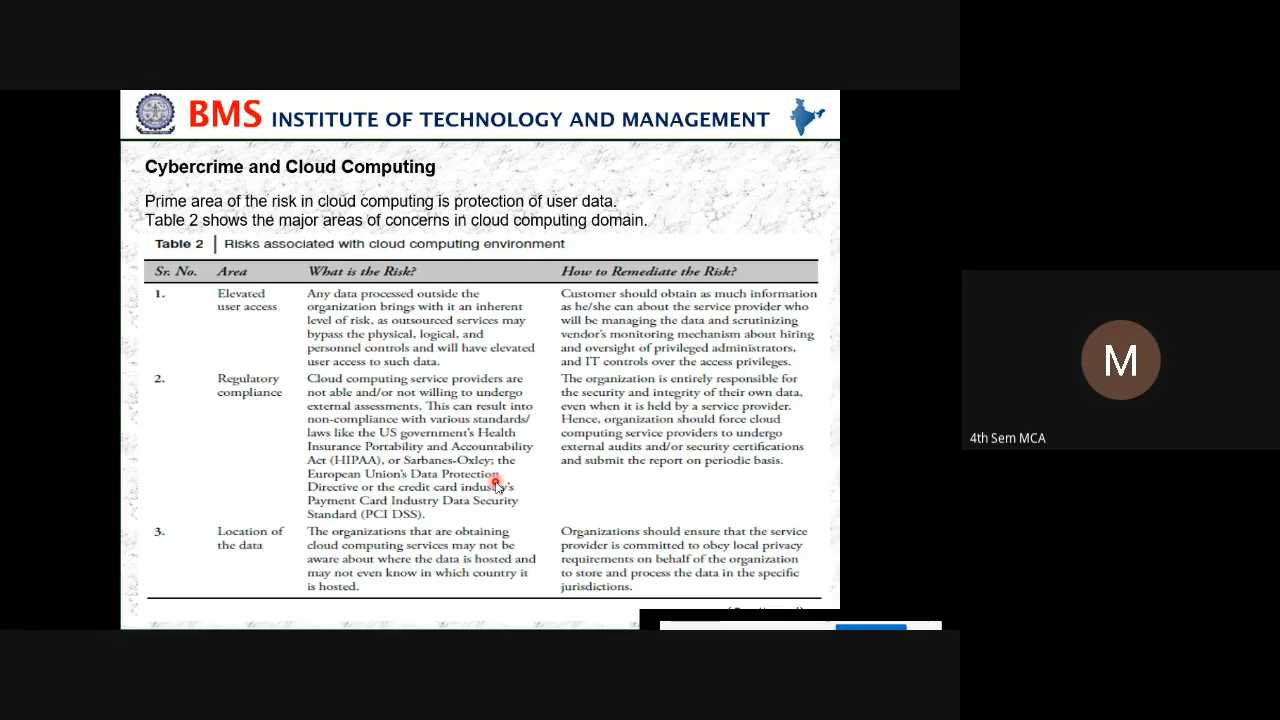 BMS INSTITUTE OF TECHNOLOGY AND MANAGEMENT
Cybercrime and Cloud Computing
Prime area of the risk in cloud computing is protection of user data.
Table 2 shows the major areas of concerns in cloud computing domain.
Table 2 Risks associated with cloud computing environment
Sr. No. Area What is the Risk? How to Remediate the Risk?
1. Elevated Any data processed outside the Customer should obtain as much information
user access organization brings with it an inherent as he/she can about the service provider who
level of risk, as outsourced services may will be managing the data and scrutinizing
bypass the physical, logical, and vendor's monitoring mechanism about hiring
personnel controls and will have elevated and oversight of privileged administrators,
user access to such data. and IT controls over the access privileges.
2. Regulatory Cloud computing service providers are The organization is entirely responsible for
compliance not able and/or not willing to undergo the security and integrity of their own data,
external assessments. This can result into even when it is held by a service provider.
non-compliance with various standards/ Hence, organization should force cloud
laws like the US government's Health computing service providers to undergo
Insurance Portability and Accountability external audits and/or security certifications
Act (HIPAA), or Sarbanes-Oxley; the and submit the report on periodic basis.
European Union's Data Protection
Directive or the credit card industry's
Payment Card Industry Data Security
Standard (PCI DSS).
3. Location of The organizations that are obtaining Organizations should ensure that the service
the data cloud computing services may not be provider is committed to obey local privacy
aware about where the data is hosted and requirements on behalf of the organization
may not even know in which country it to store and process the data in the specific
is hosted. jurisdictions.
M
4th Sem MCA